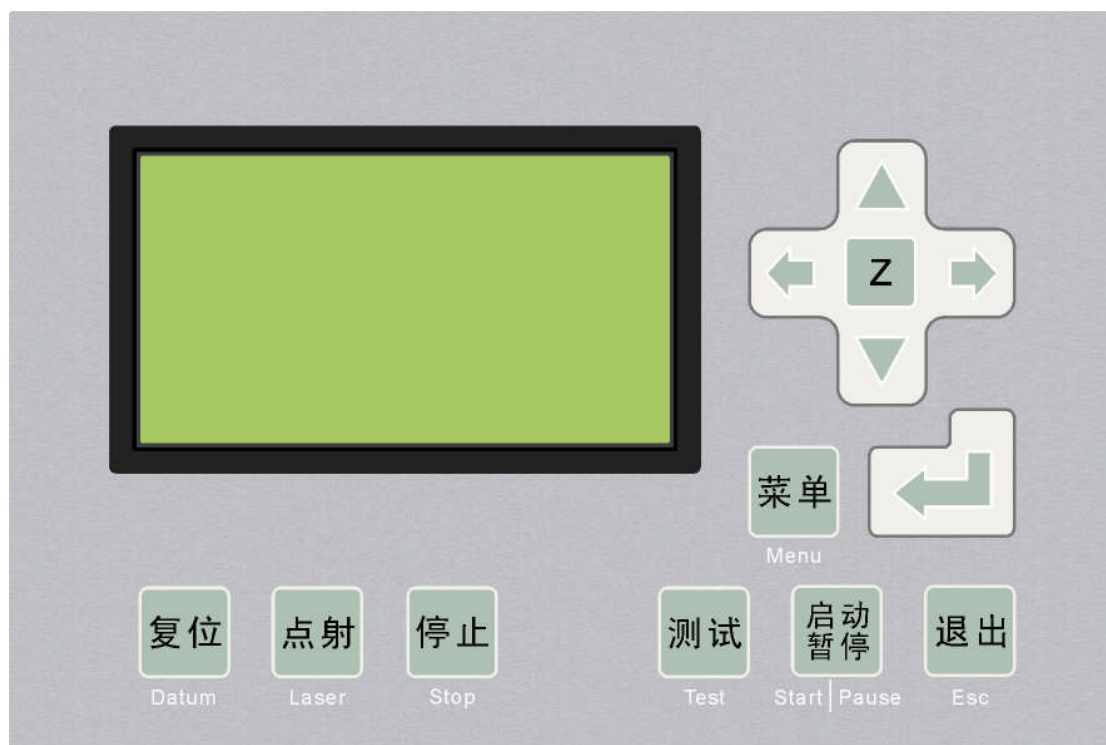 Z
菜单
Menu
复位
Datum
点射
Laser
停止
Stop
测试
Test
启动
暂停
Start|Pause
退出
Esc